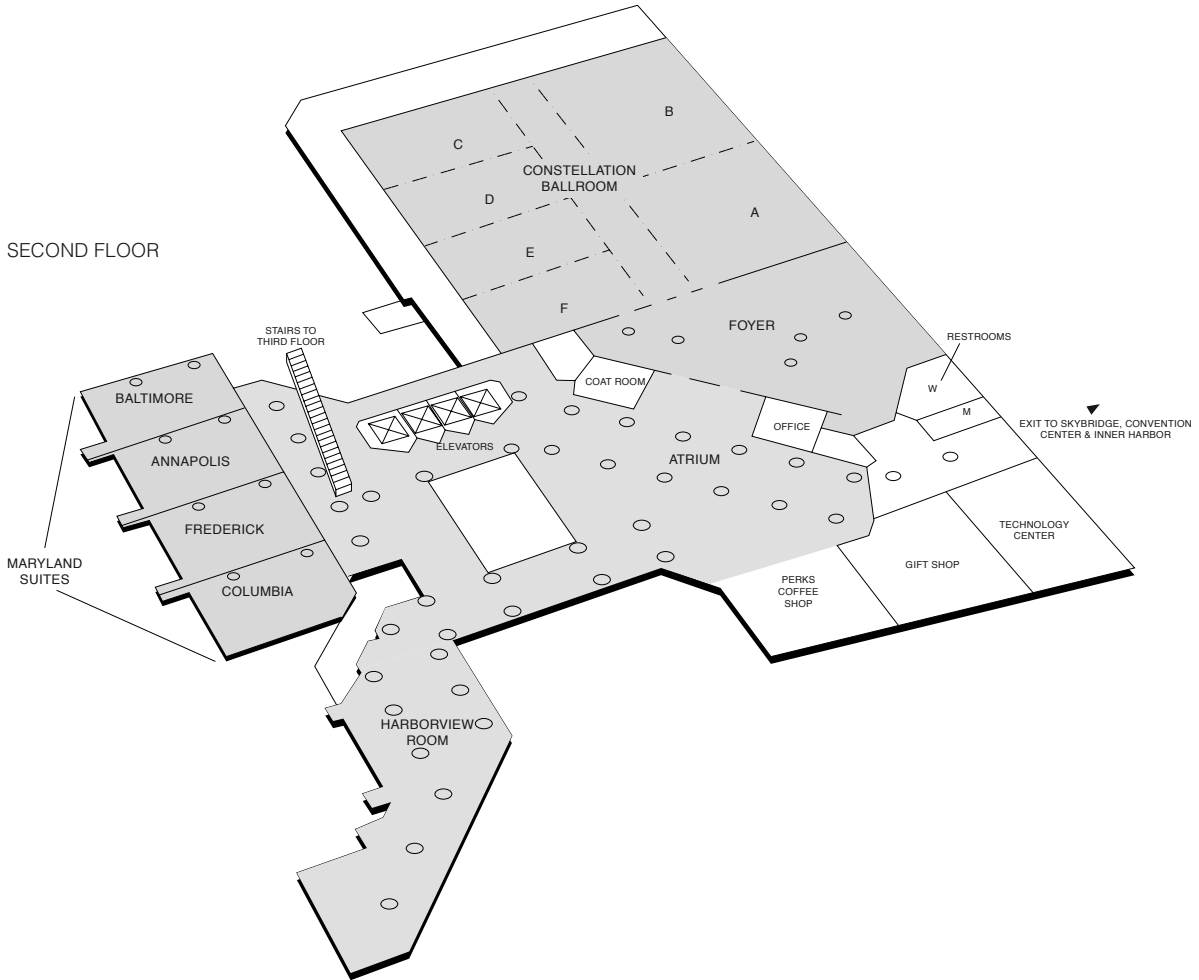 B
C
CONSTELLATION
BALLROOM
D
A
SECOND FLOOR
E
F
FOYER
STAIRS TO
THIRD FLOOR
RESTROOMS
COAT ROOM
W
BALTIMORE
M
EXIT TO SKYBRIDGE, CONVENTION
CENTER & INNER HARBOR
OFFICE
ELEVATORS
ANNAPOLIS
ATRIUM
FREDERICK
TECHNOLOGY
CENTER
MARYLAND
SUITES
GIFT SHOP
COLUMBIA
PERKS
COFFEE
SHOP
HARBORVIEW
ROOM